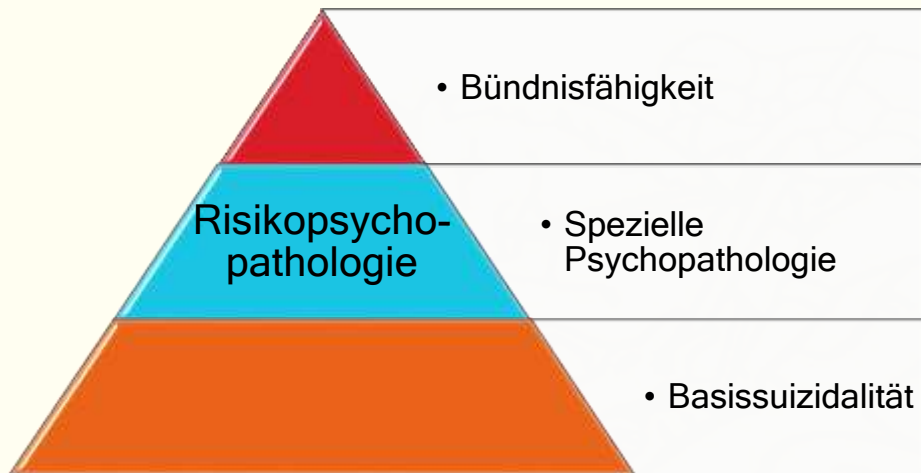 • Bündnisfähigkeit
Risikopsycho-
pathologie
• Spezielle
Psychopathologie
• Basissuizidalität